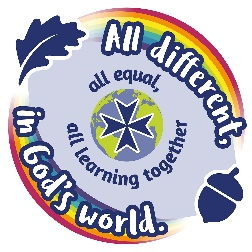 All different,
all equal,
all learning together
in God's world.